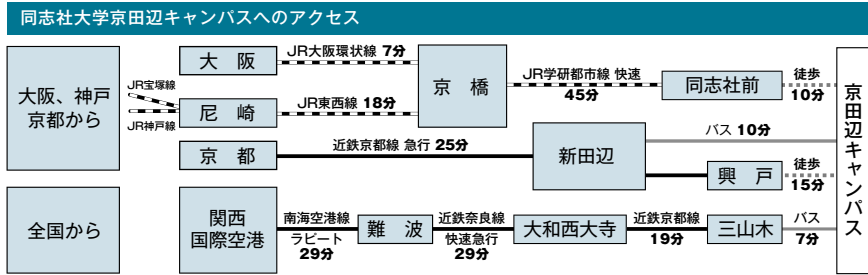 同志社大学京田辺キャンパスへのアクセス
大阪、神戸
京都から
JR宝塚線
JR神戸線
大 阪
JR大阪環状線 7分
尼 崎
JR東西線 18分
京 橋
JR学研都市線 快速
45分
同志社前
徒歩
10分
京 都
近鉄京都線 急行 25分
新田辺
バス 10分
興 戸
徒歩
15分
全国から
関西
国際空港
南海空港線
ラピート
29分
難 波
近鉄奈良線
快速急行
29分
大和西大寺
近鉄京都線
19分
三山木
バス
7分
京田辺キャンパス